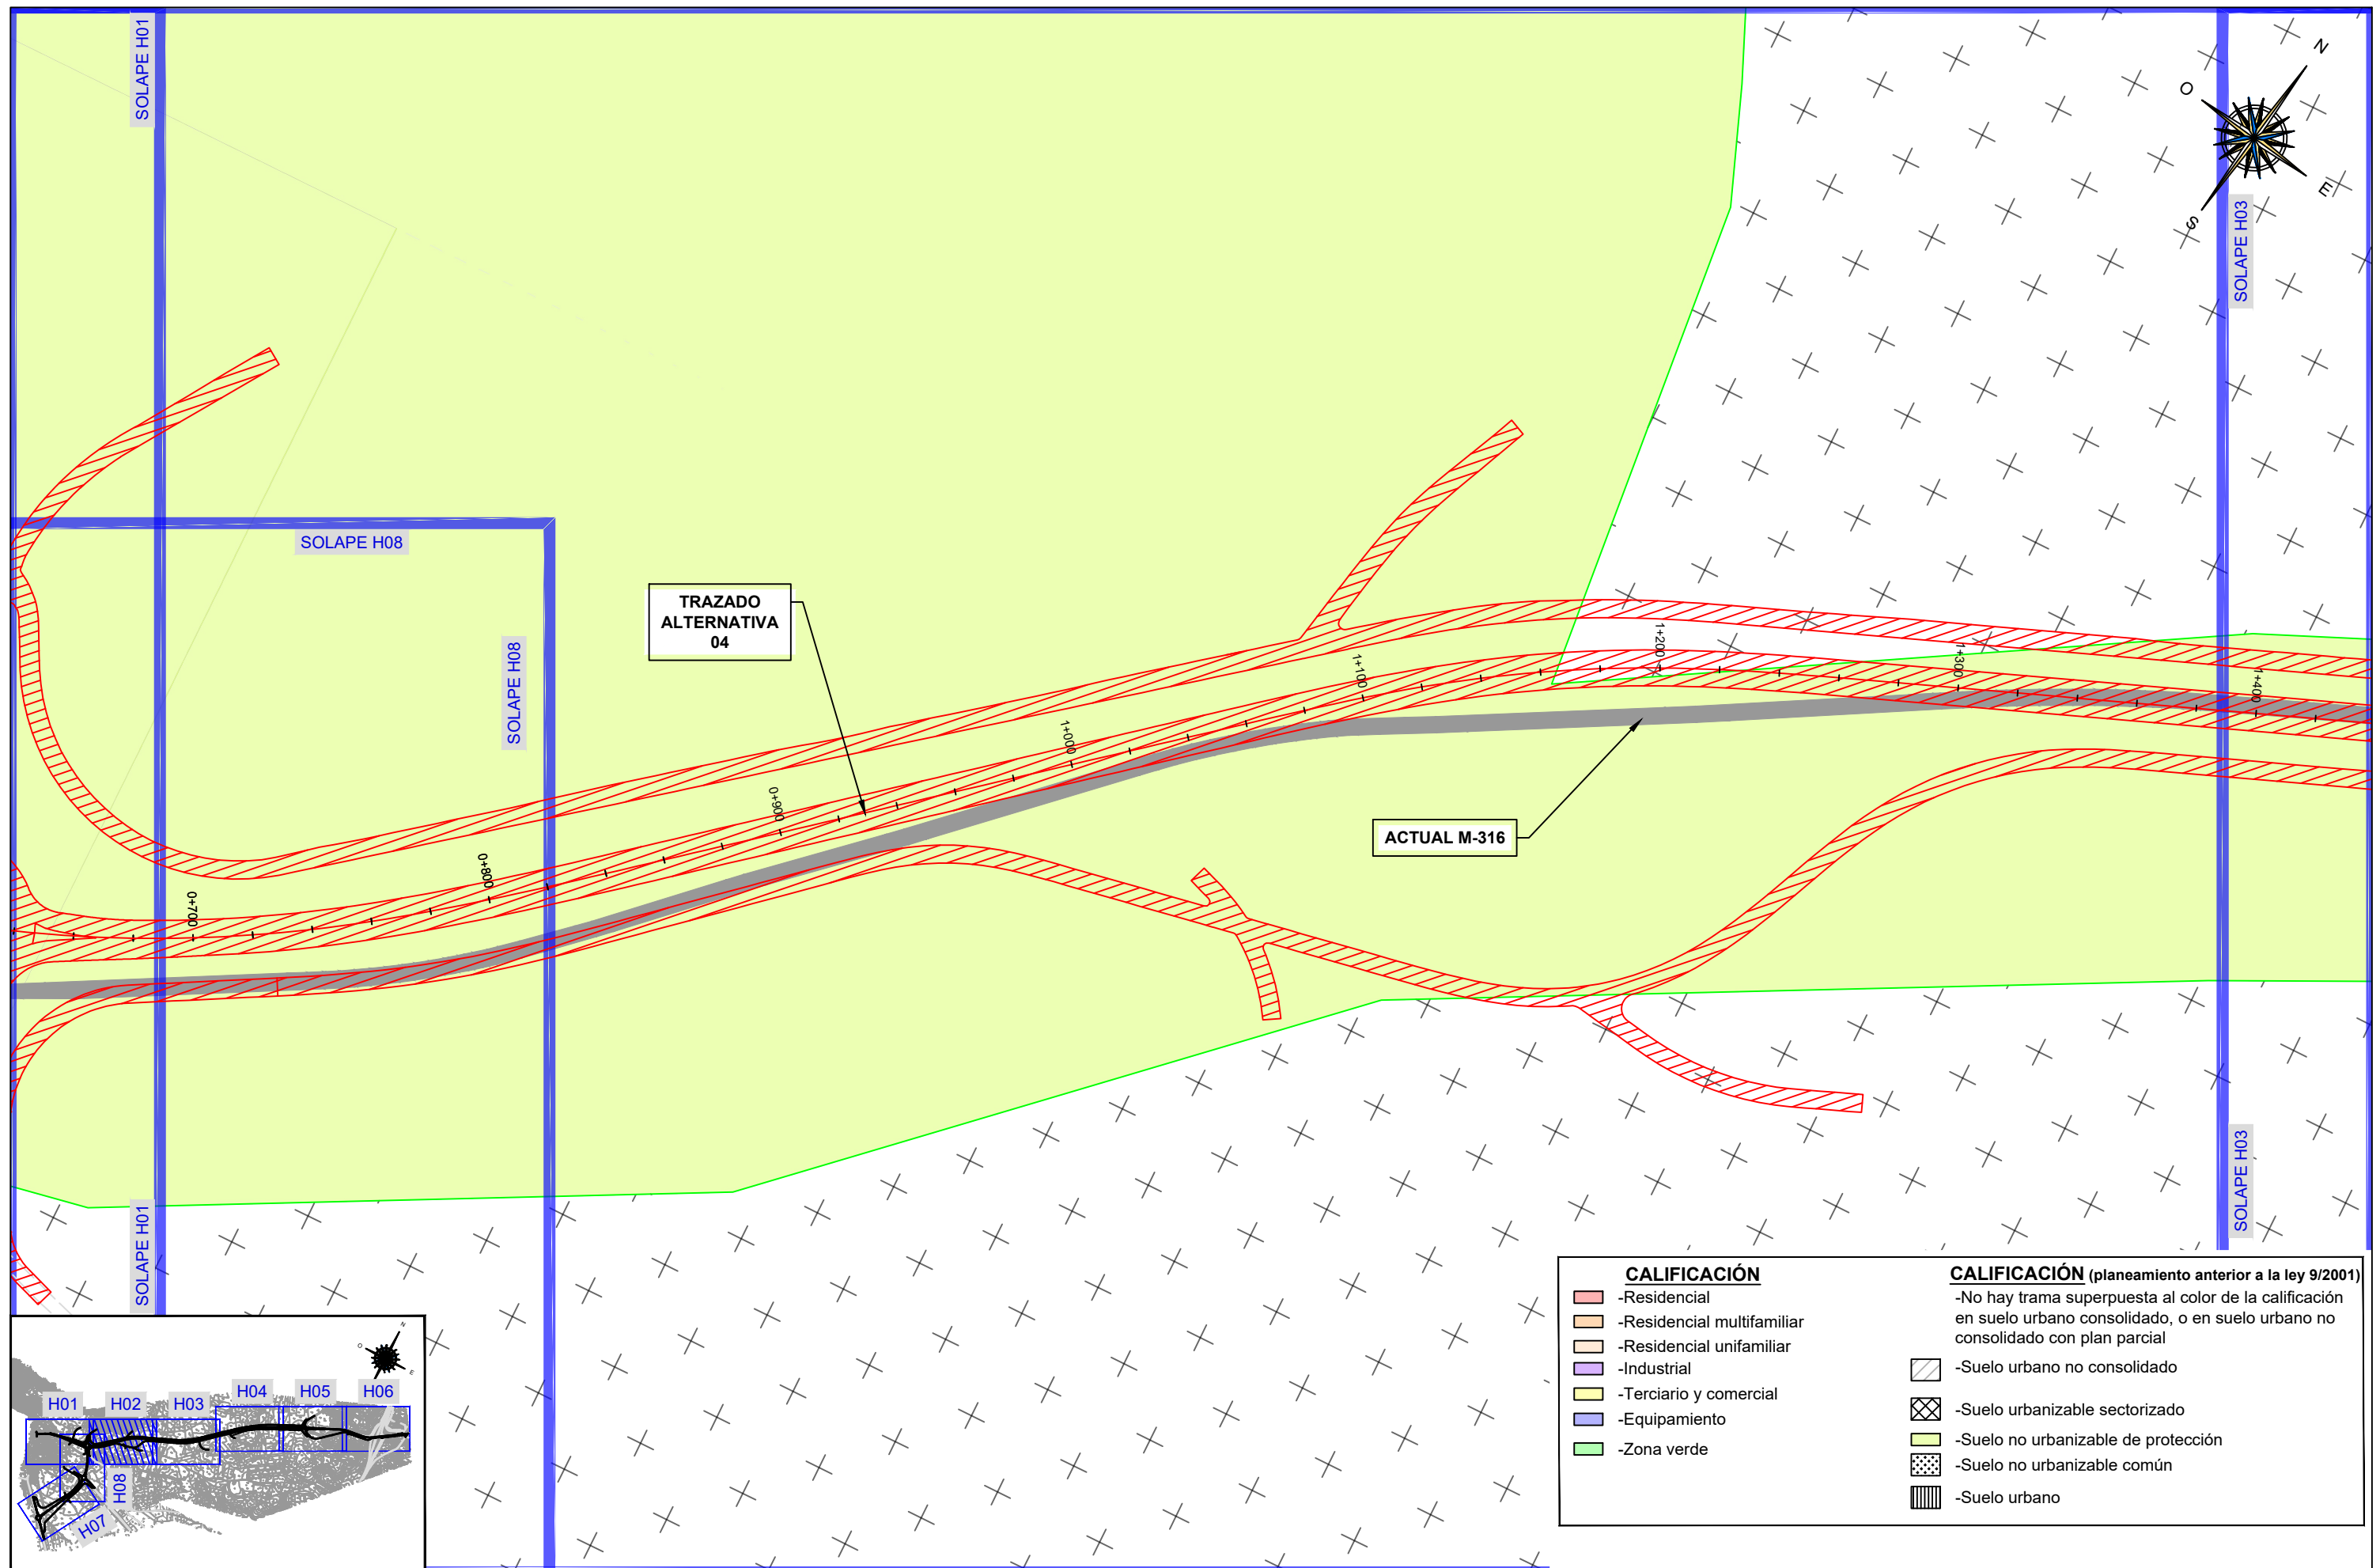 SOLAPE H01
N
O
E
S
SOLAPE H03
SOLAPE H08
TRAZADO
ALTERNATIVA
04
SOLAPE H08
1+200
1+300
1+400
1+100
1+000
0+900
0+800
0+700
ACTUAL M-316
SOLAPE H01
SOLAPE H03
N
O
E
H01
H02
H03
H04
H05
H06
H08
H07
CALIFICACIÓN
-Residencial
-Residencial multifamiliar
-Residencial unifamiliar
-Industrial
-Terciario y comercial
-Equipamiento
-Zona verde
CALIFICACIÓN (planeamiento anterior a la ley 9/2001)
-No hay trama superpuesta al color de la calificación
en suelo urbano consolidado, o en suelo urbano no
consolidado con plan parcial
-Suelo urbano no consolidado
-Suelo urbanizable sectorizado
-Suelo no urbanizable de protección
-Suelo no urbanizable común
-Suelo urbano